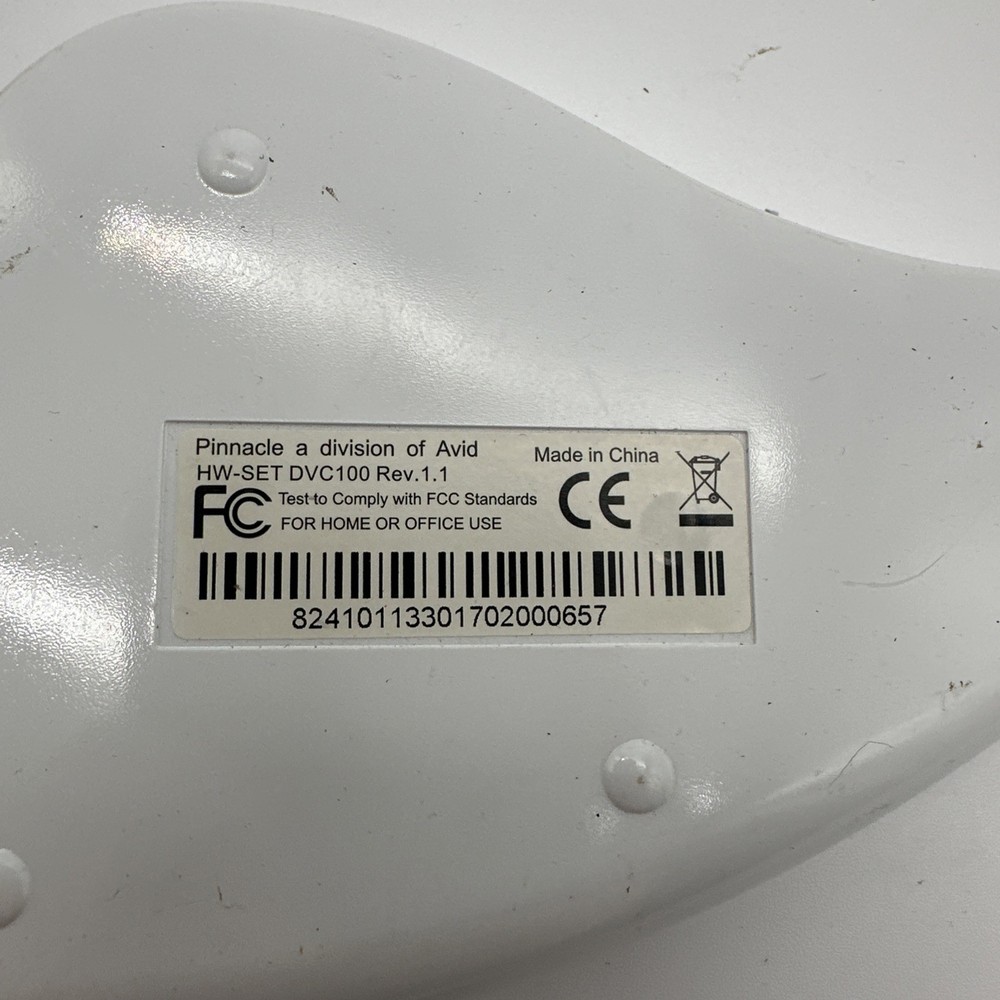 Pinnacle a division of Avid
HW-SET DVC100 Rev.1.1
Made in China
FC Test to Comply with FCC Standards
FOR HOME OR OFFICE USE
CE
82410113301702000657